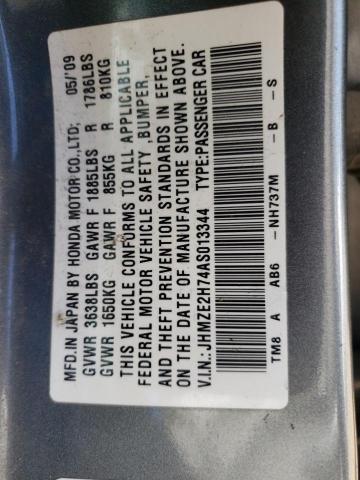 MFD.IN JAPAN BY HONDA MOTOR CO.,LTD; 05/'09
GVWR 3638LBS GAWR F 1885LBS R 1786LBS
GVWR 1650KG GAWR F 855KG R 810KG
THIS VEHICLE CONFORMS TO ALL APPLICABLE
FEDERAL MOTOR VEHICLE SAFETY ,BUMPER,
AND THEFT PREVENTION STANDARDS IN EFFECT
ON THE DATE OF MANUFACTURE SHOWN ABOVE.
V.I.N.:JHMZE2H74AS013344 TYPE:PASSENGER CAR
TM8 A AB6 -NH737M -B -S